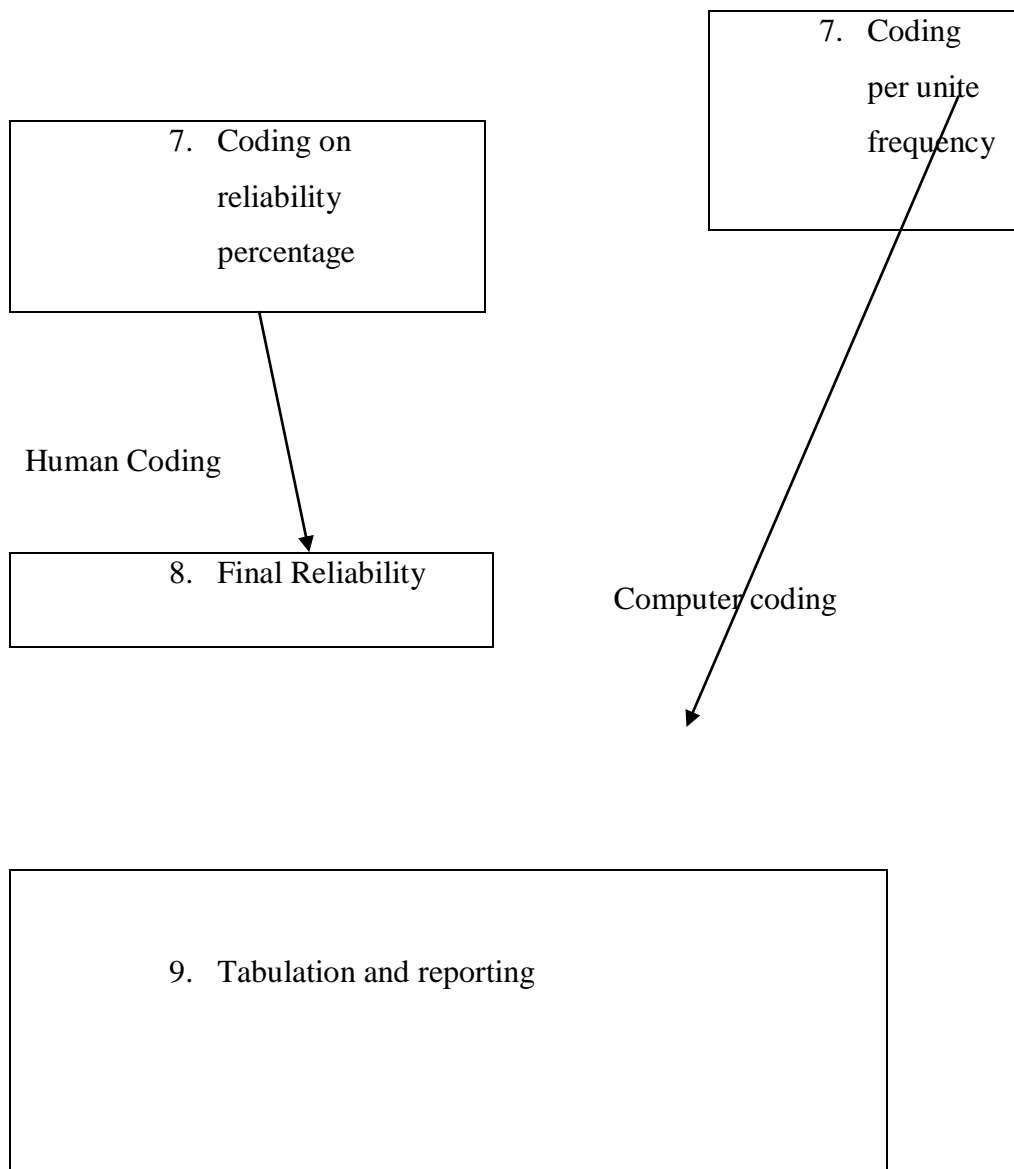 7. Coding
per unite
frequency
7. Coding on
reliability
percentage
Human Coding
8. Final Reliability
Computer coding
9. Tabulation and reporting